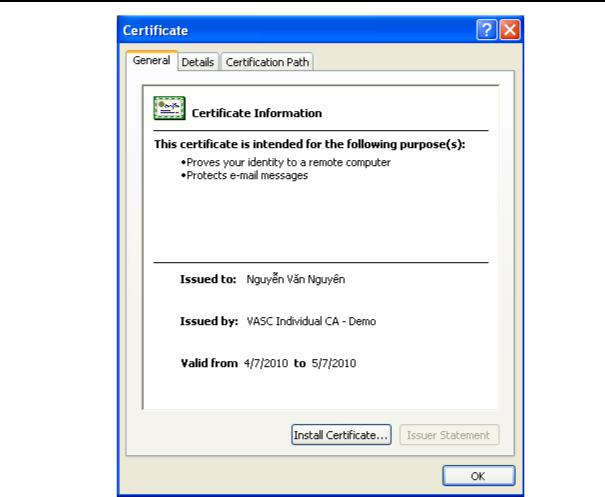 Certificate
General Details Certification Path
Certificate Information
This certificate is intended for the following purpose(s):
•Proves your identity to a remote computer
•Protects e-mail messages
Issued to: Nguyễn Văn Nguyên
Issued by: VASC Individual CA - Demo
Valid from 4/7/2010 to 5/7/2010
Install Certificate... Issuer Statement
OK